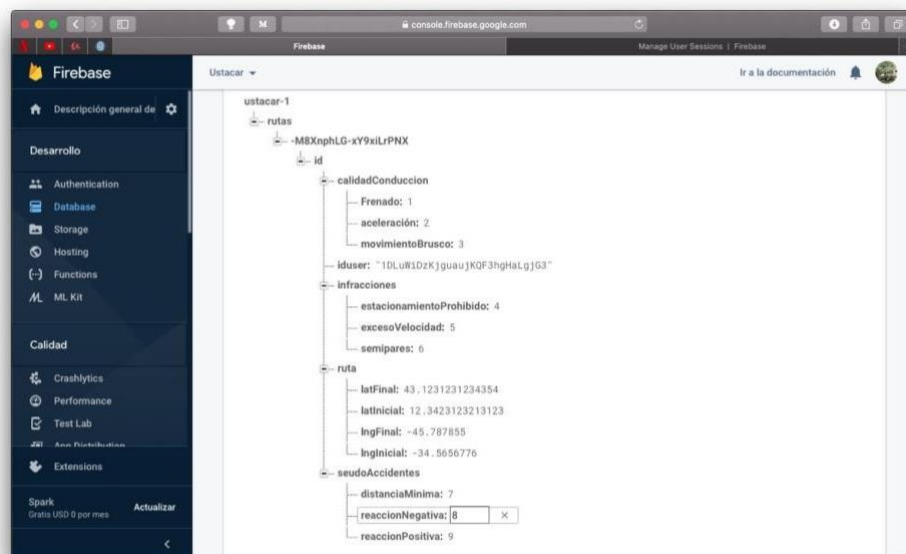 console.firebase.google.com
Firebase
Manage User Sessions | Firebase
Firebase
Ustacar
Ir a la documentación
Descripción general de
Desarrollo
Authentication
Database
Storage
Hosting
Functions
ML Kit
Calidad
Crashlytics
Performance
Test Lab
App Distribution
Extensions
Spark
Gratis USD 0 por mes
Actualizar
ustacar-1
rutas
-M8XnphLG-xY9xiLrPNX
id
calidadConduccion
Frenado: 1
aceleración: 2
movimientoBrusco: 3
iduser: "1DLuWiDzKjguaujKQF3hgHaLgjG3"
infracciones
estacionamientoProhibido: 4
excesoVelocidad: 5
semipares: 6
ruta
latFinal: 43.1231231234354
latInicial: 12.3423123213123
lngFinal: -45.787855
lngInicial: -34.5656776
seudoAccidentes
distanciaMinima: 7
reaccionNegativa: 8
reaccionPositiva: 9